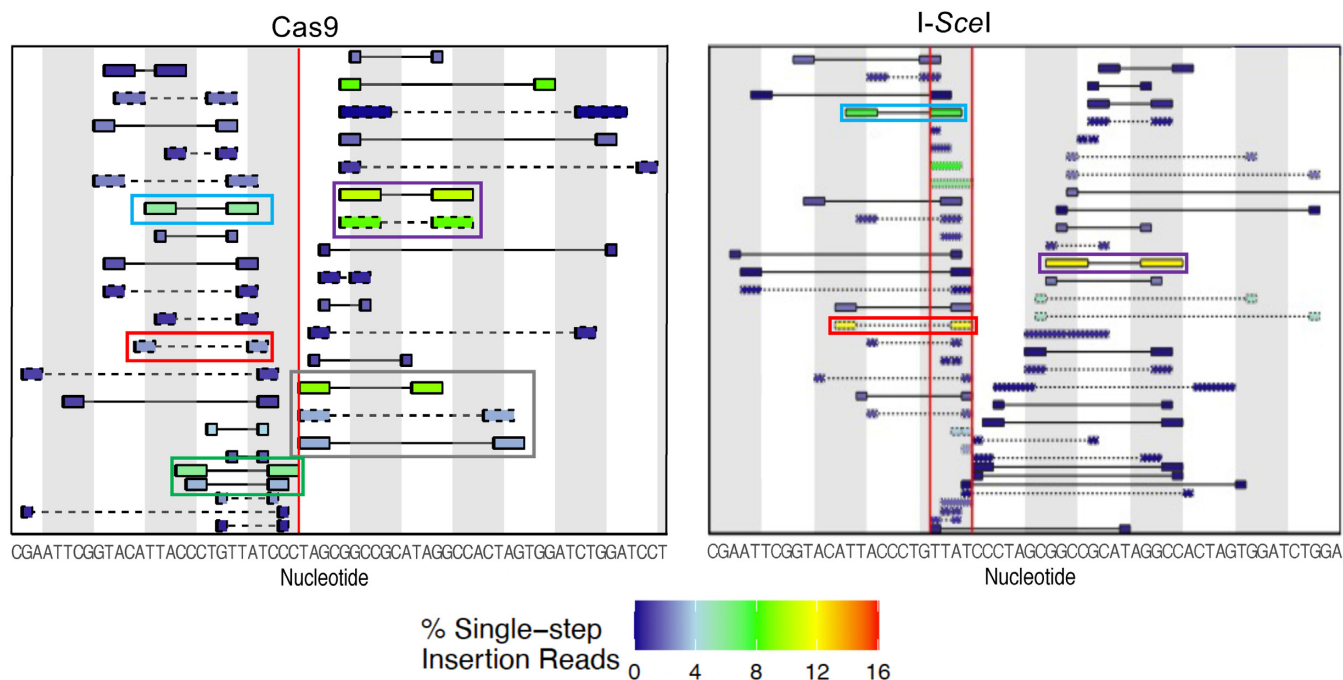 Cas9
I-SceI
CGAATTCGGTACATTACCCTGTTATCCCTAGCGGCCGCATAGGCCACTAGTGGATCTGGATCCT
CGAATTCGGTACATTACCCTGTTATCCCTAGCGGCCGCATAGGCCACTAGTGGATCTGGA
Nucleotide
Nucleotide
% Single-step
Insertion Reads
0 4 8 12 16